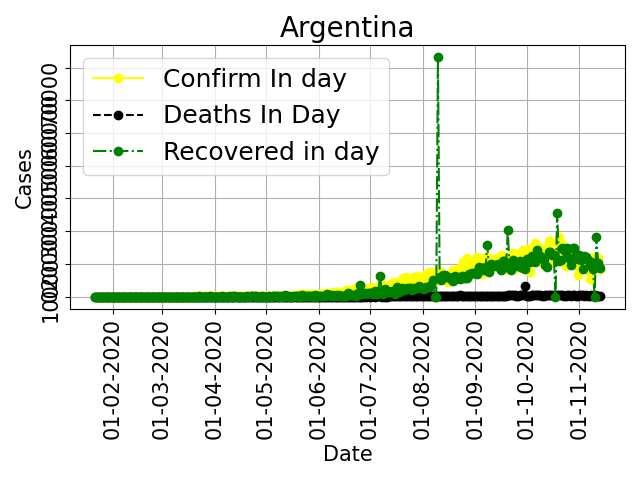 Argentina
Confirm In day
Deaths In Day
Recovered in day
Cases
01-02-2020
01-03-2020
01-04-2020
01-05-2020
01-06-2020
01-07-2020
01-08-2020
01-09-2020
01-10-2020
01-11-2020
Date